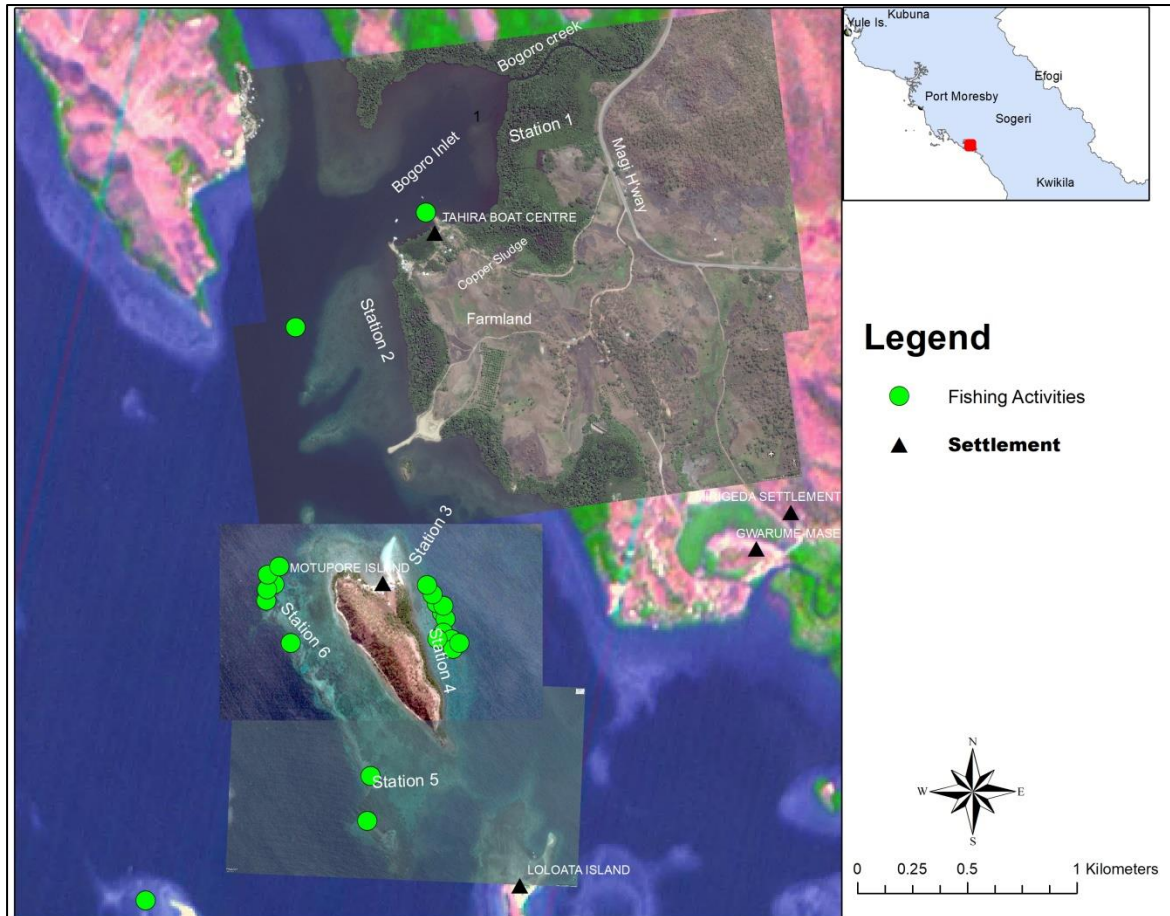 Bogoro creek
1
Station 1
Bogoro Inlet
Magi H'way
TAHIRA BOAT CENTRE
Copper Sludge
Station 2
Farmland
SETTLEMENT
GWARUME MASE
Station 3
MOTUPORE ISLAND
Station 6
Station 4
Station 5
LOLOATA ISLAND
Kubuna
Yule Is.
Efogi
Port Moresby
Sogeri
Kwikila
Legend
Fishing Activities
Settlement
N
W
E
S
0 0.25 0.5 1 Kilometers